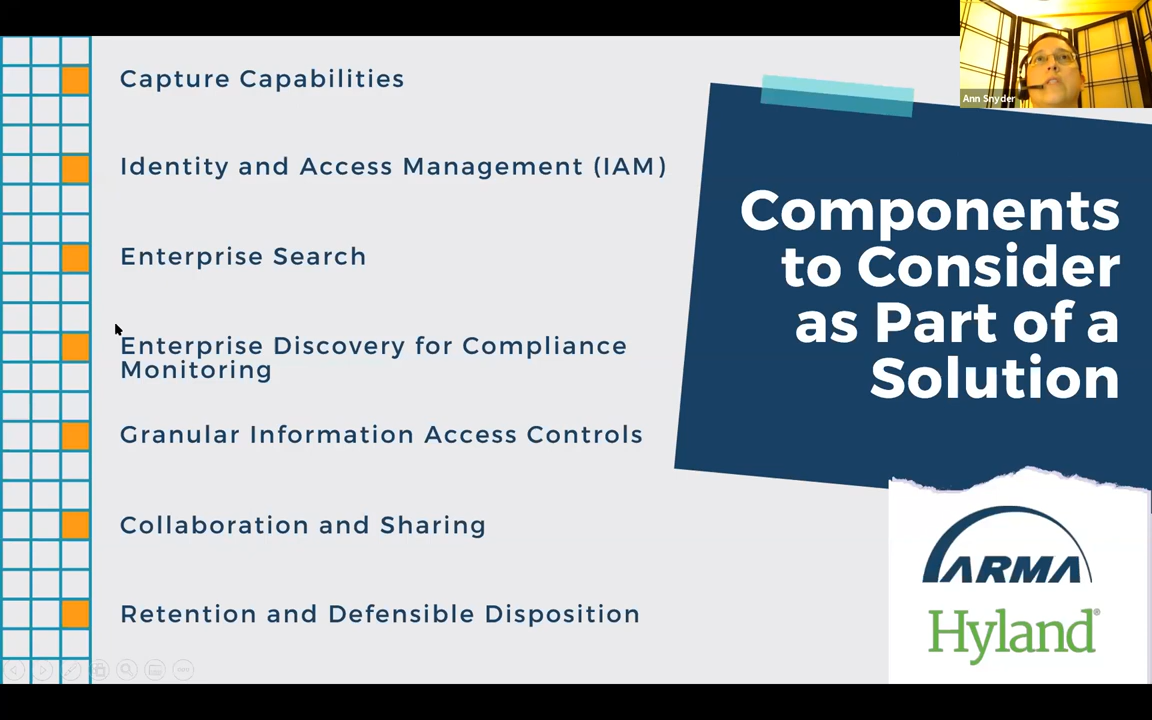 Capture Capabilities
Identity and Access Management (IAM)
Enterprise Search
Enterprise Discovery for Compliance
Monitoring
Granular Information Access Controls
Collaboration and Sharing
Retention and Defensible Disposition
Ann Snyder
Components
to Consider
as Part of a
Solution
ARMA
Hyland®